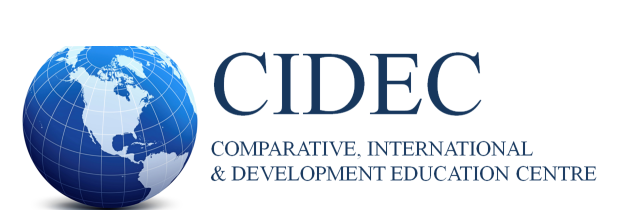 CIDEC
COMPARATIVE, INTERNATIONAL
& DEVELOPMENT EDUCATION CENTRE